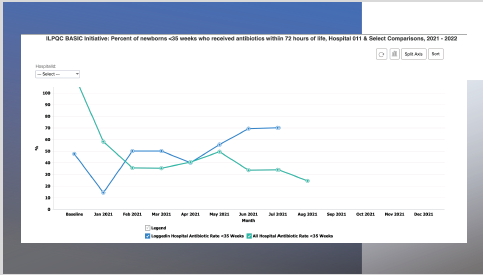 ILPQC BASIC Initiative: Percent of newborns <35 weeks who received antibiotics within 72 hours of life, Hospital 011 & Select Comparisons, 2021 - 2022
Split Axis Sort
HospitalId:
-- Select --
100
90
80
70
60
50
40
30
20
10
0
%
Baseline Jan 2021 Feb 2021 Mar 2021 Apr 2021 May 2021 Jun 2021 Jul 2021 Aug 2021 Sep 2021 Oct 2021 Nov 2021 Dec 2021
Month
Legend
Loggedin Hospital Antibiotic Rate <35 Weeks All Hospital Antibiotic Rate <35 Weeks